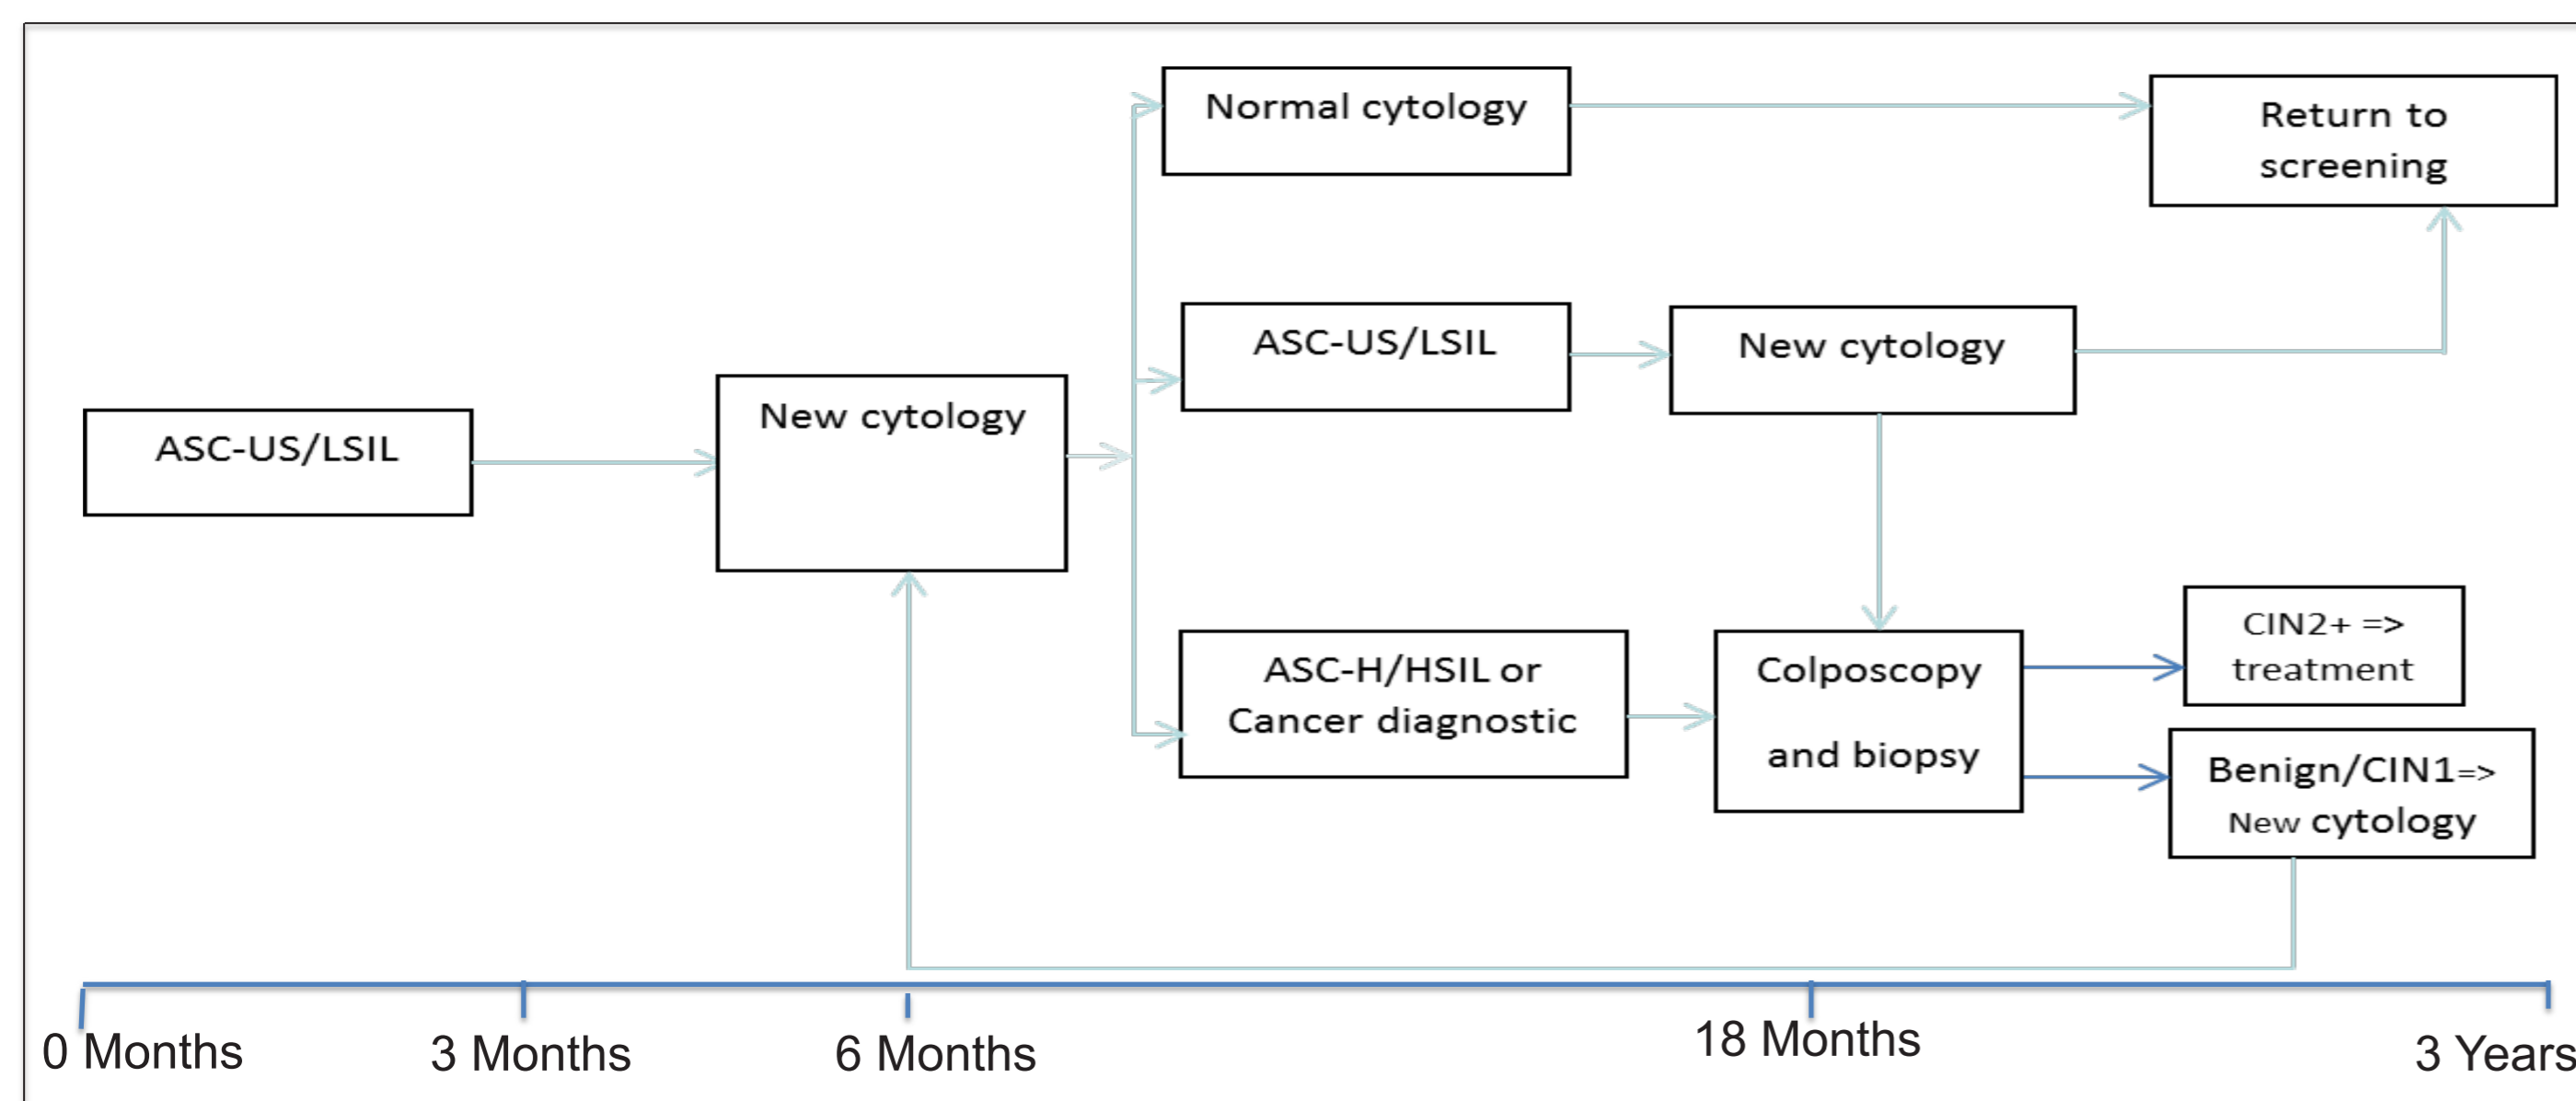 Normal cytology
Return to
screening
ASC-US/LSIL
New cytology
ASC-US/LSIL
New cytology
ASC-H/HSIL or
Cancer diagnostic
Colposcopy
and biopsy
CIN2+ =>
treatment
Benign/CIN1=>
New cytology
0 Months
3 Months
6 Months
18 Months
3 Years